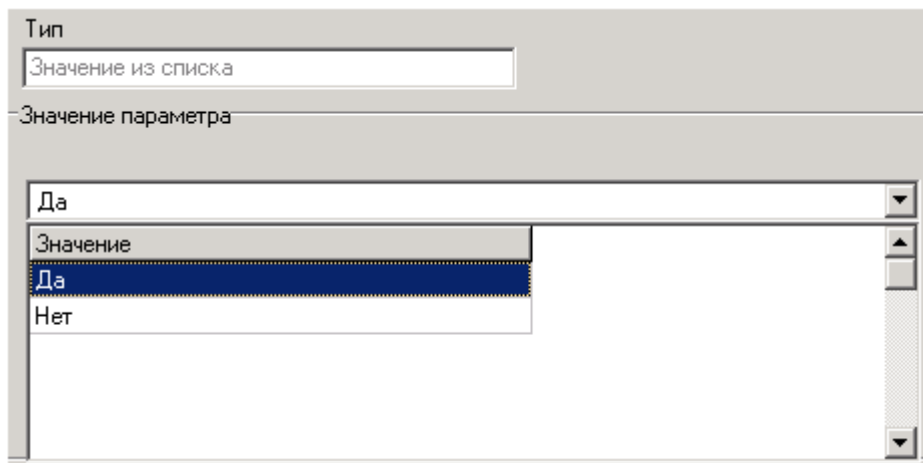 Тип
Значение из списка
Значение параметра
Да
Значение
Да
Нет